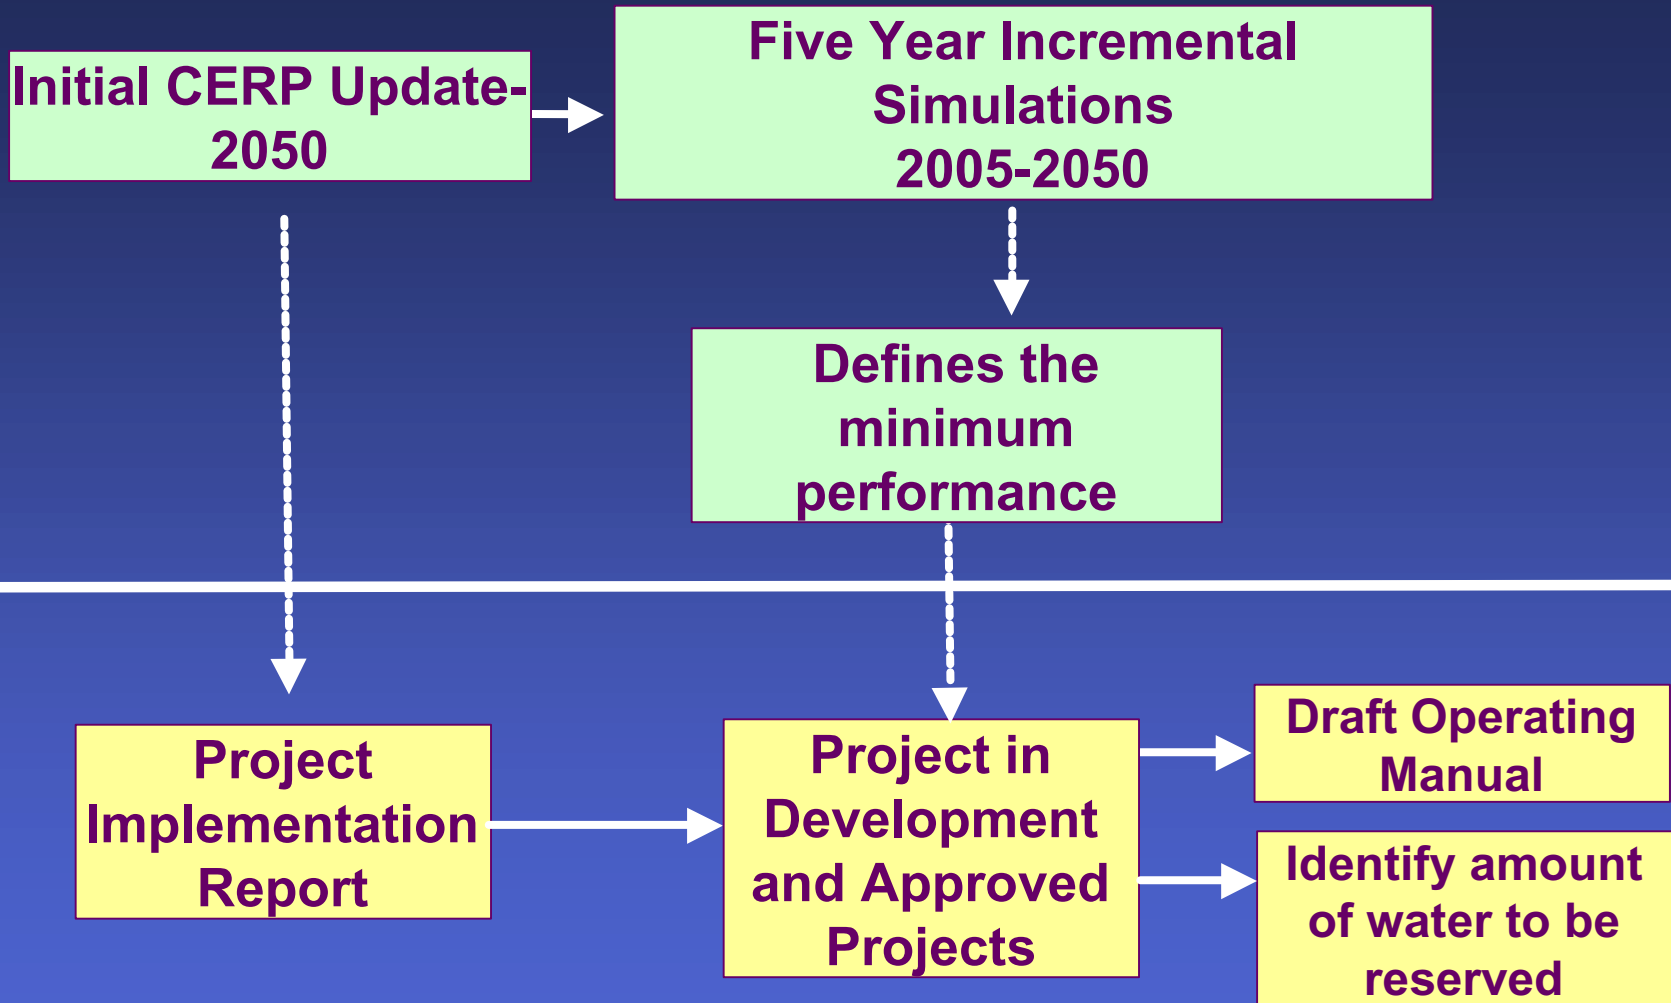 Initial CERP Update-
2050
Five Year Incremental
Simulations
2005-2050
Defines the
minimum
performance
Project
Implementation
Report
Project in
Development
and Approved
Projects
Draft Operating
Manual
Identify amount
of water to be
reserved